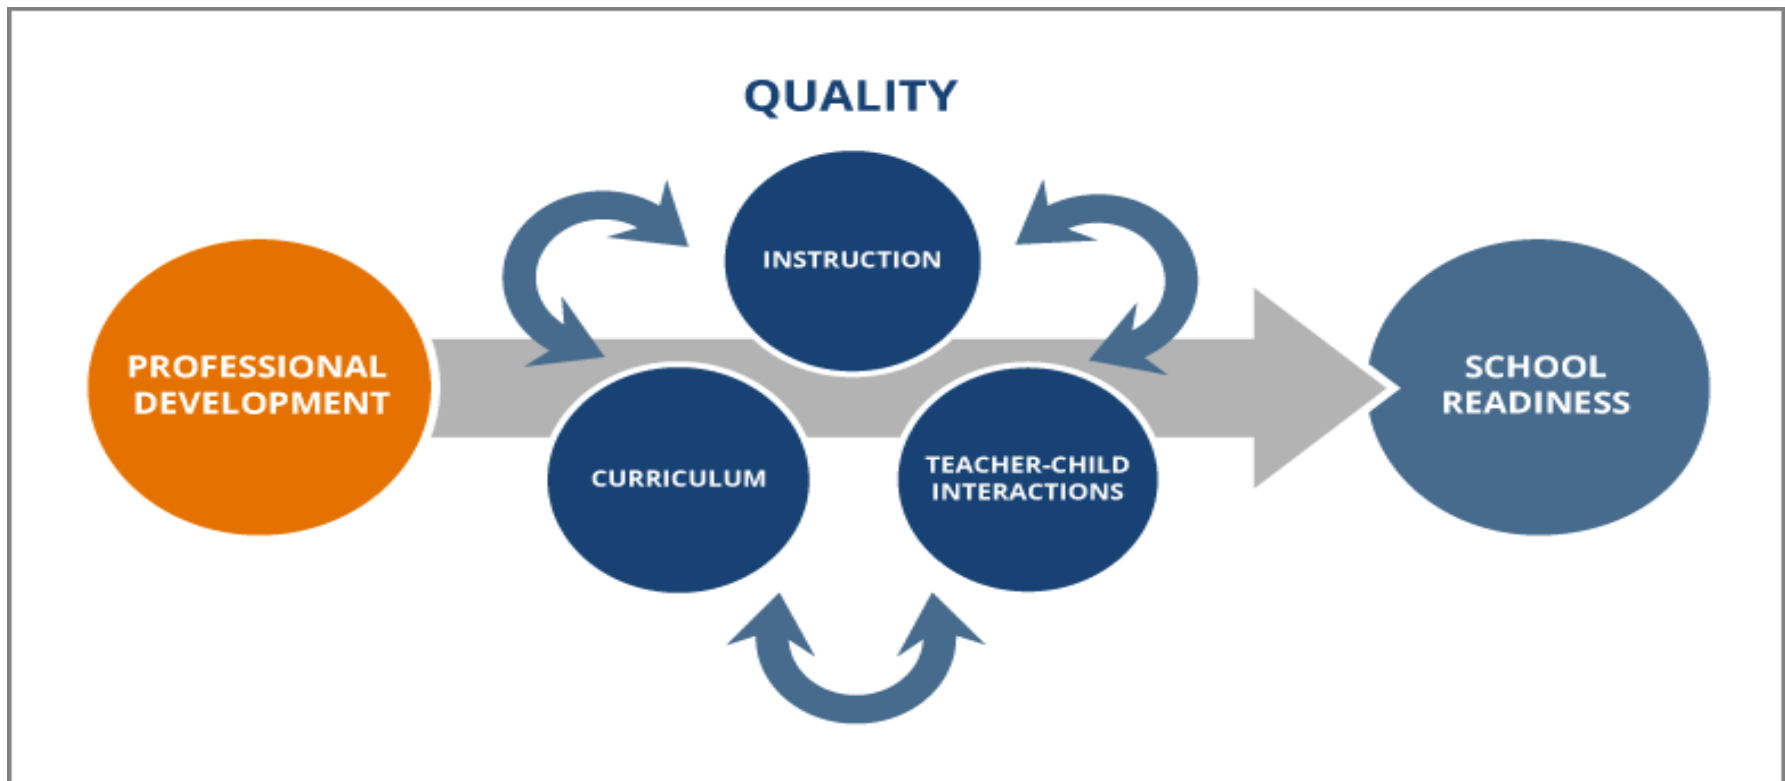 QUALITY
INSTRUCTION
PROFESSIONAL
DEVELOPMENT
SCHOOL
READINESS
CURRICULUM
TEACHER-CHILD
INTERACTIONS